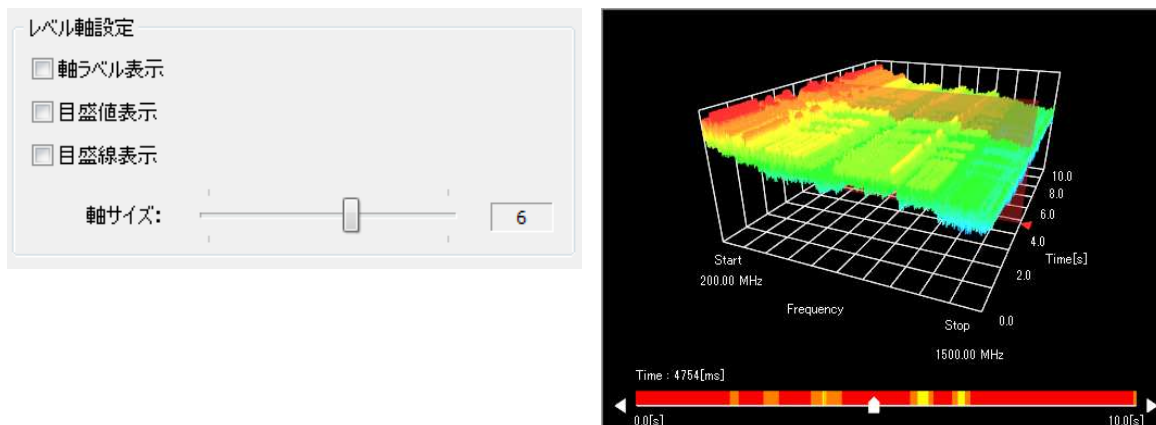 レベル軸設定
軸ラベル表示
目盛値表示
目盛線表示
軸サイズ:
6
10.0
8.0
6.0
4.0
Time[s]
2.0
0.0
Start
200.00 MHz
Frequency
Stop
1500.00 MHz
Time : 4754[ms]
0.0[s]
10.0[s]